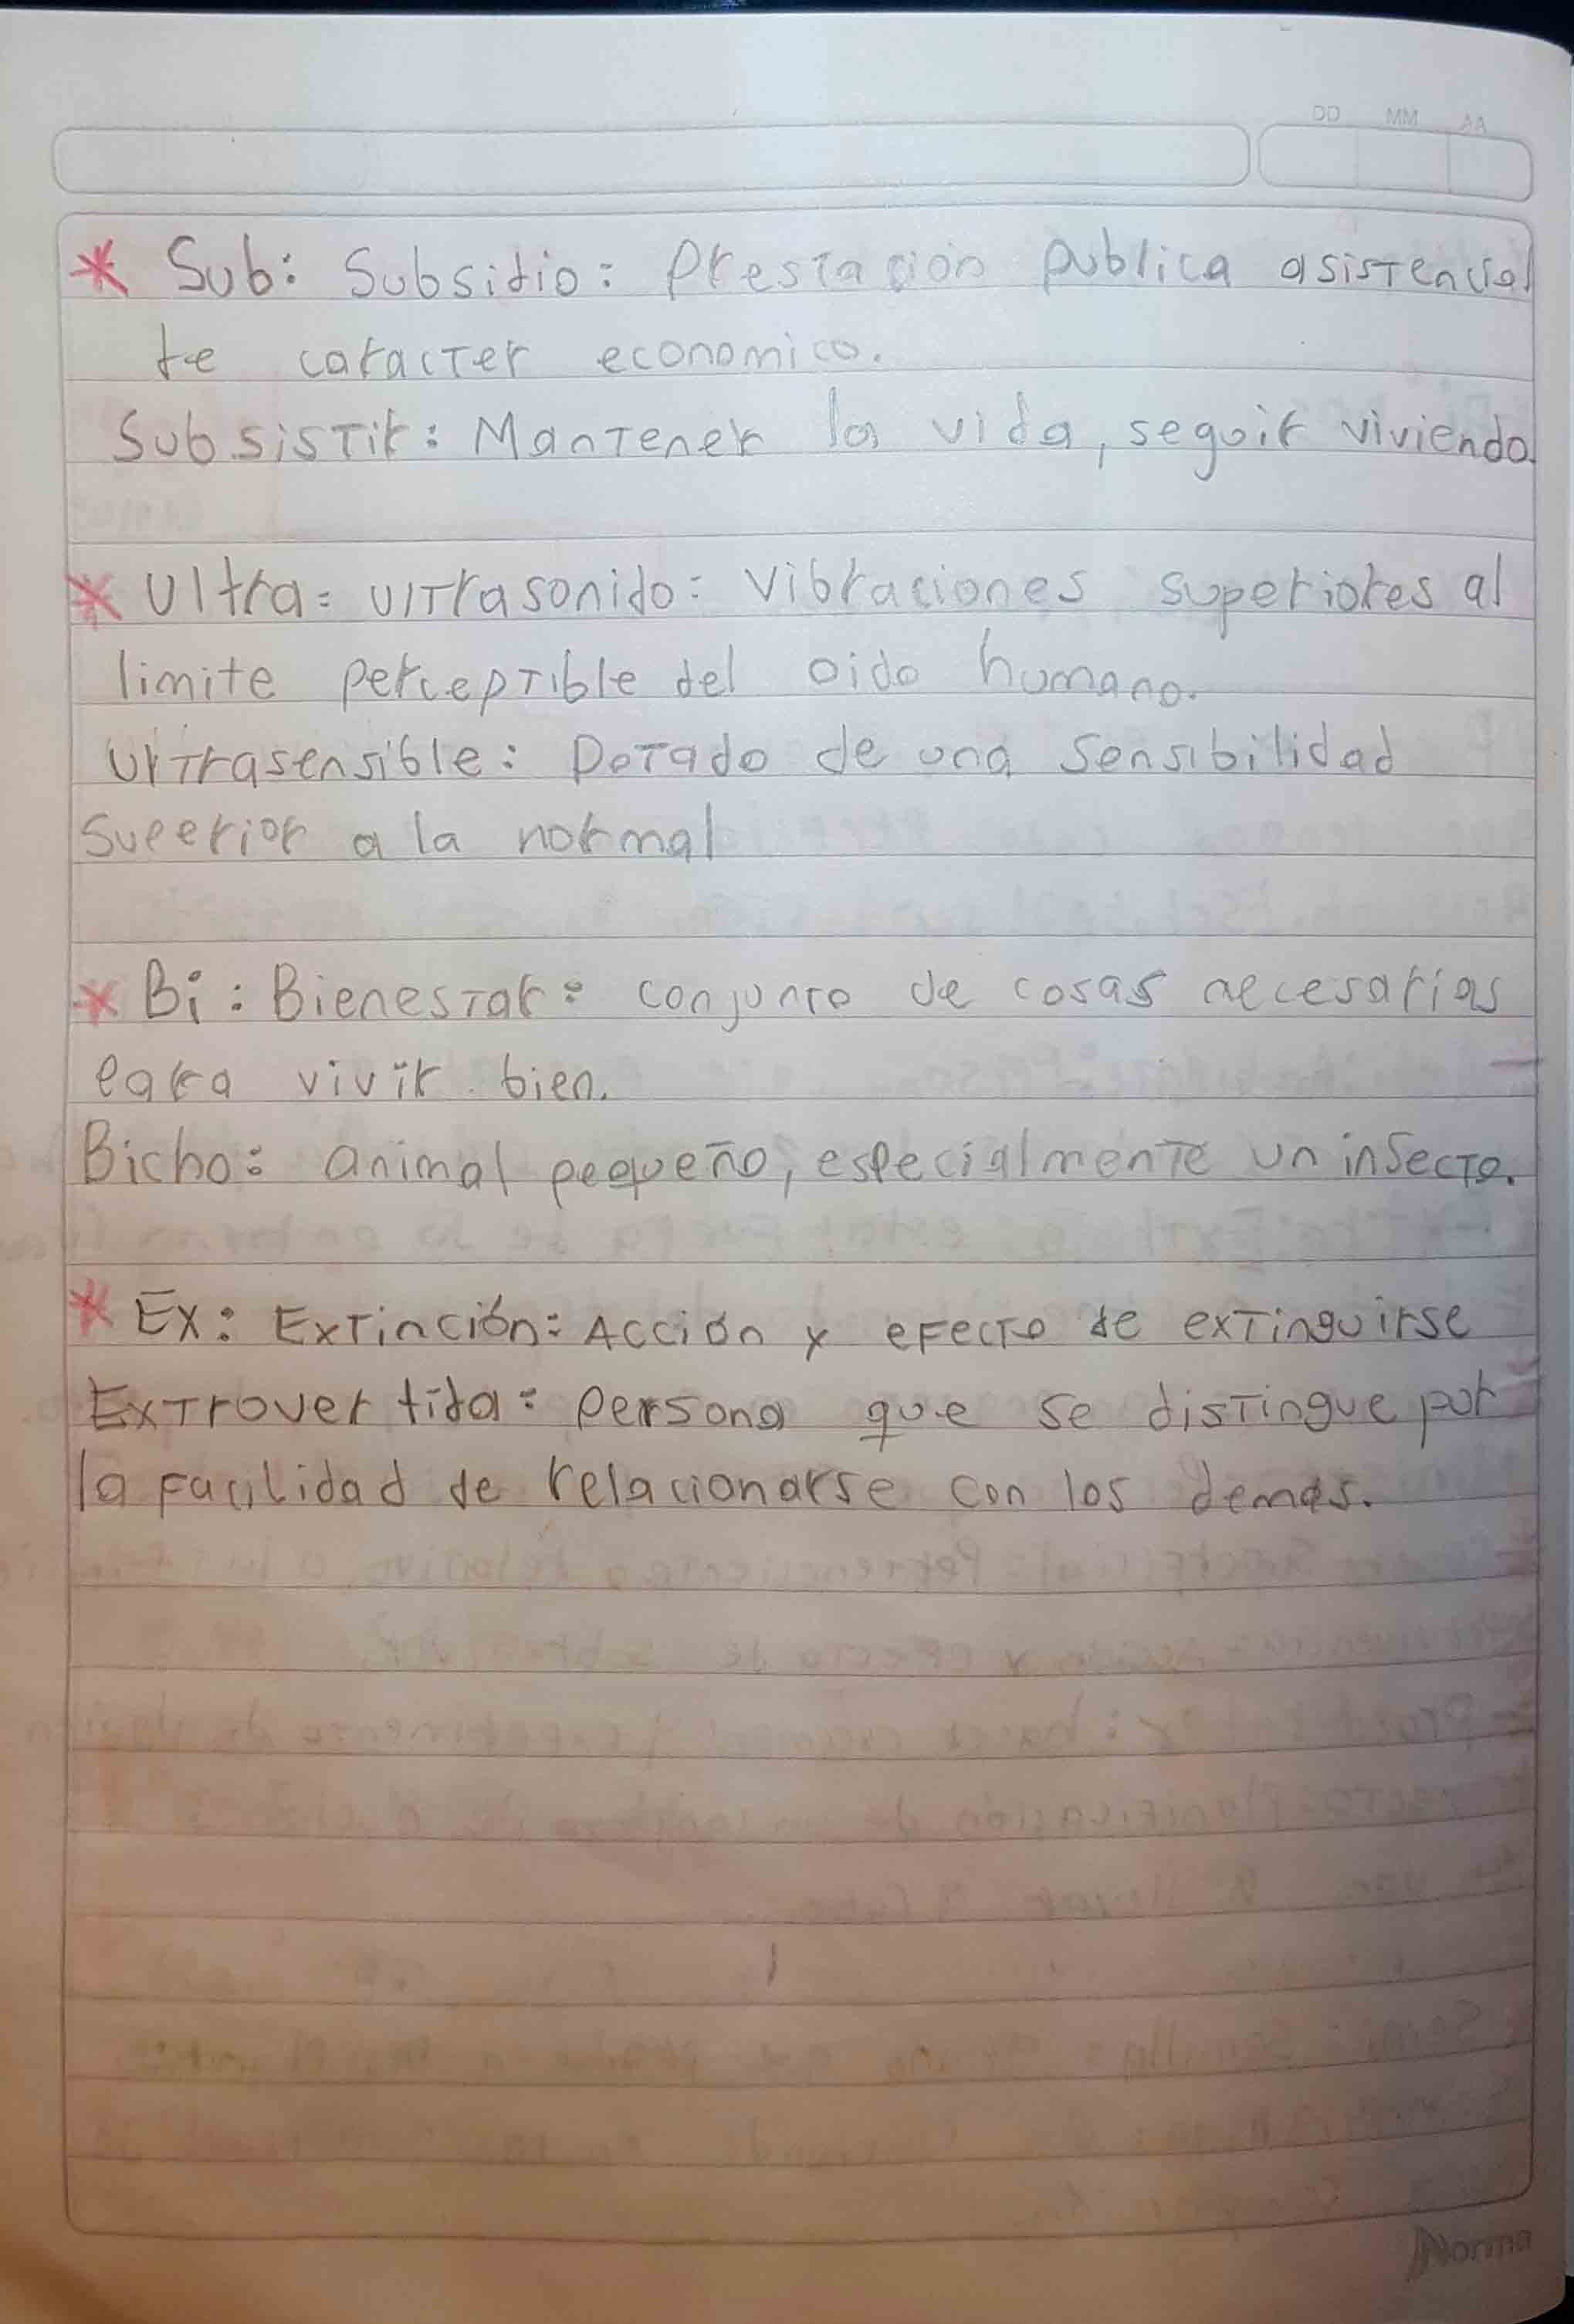 DD MM AA
* Sub: Subsidio: Prestación publica asistencial
de caracter economico.
Subsistir: Mantener la vida, seguir viviendo.
* Ultra: Ultrasonido: Vibraciones superiores al
limite perceptible del oido humano.
Ultrasensible: Dotado de una sensibilidad
superior a la normal
* Bi: Bienestar: conjunto de cosas necesarias
para vivir bien.
Bicho: animal pequeño, especialmente un insecto.
* Ex: Extinción: Acción y efecto de extinguirse
Extrovertida: persona que se distingue por
la facilidad de relacionarse con los demas.
Norma